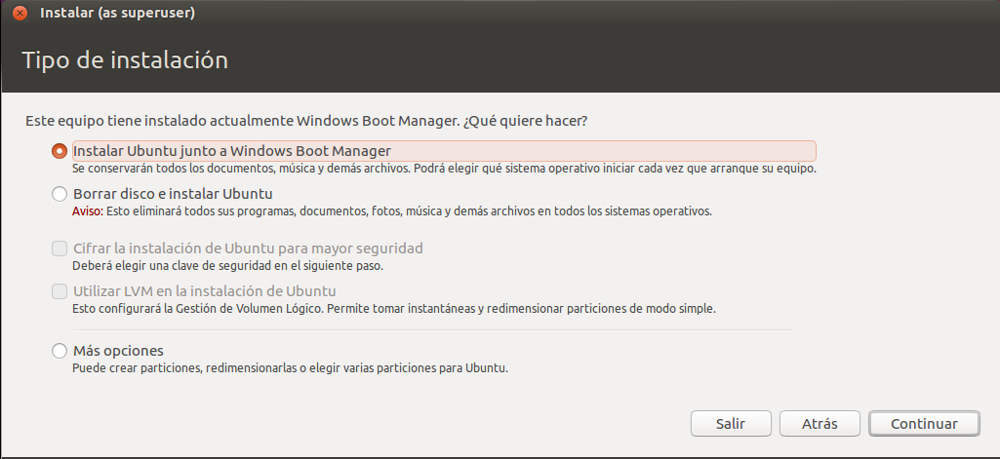 Instalar (as superuser)
Tipo de instalación
Este equipo tiene instalado actualmente Windows Boot Manager. ¿Qué quiere hacer?
Instalar Ubuntu junto a Windows Boot Manager
Se conservarán todos los documentos, música y demás archivos. Podrá elegir qué sistema operativo iniciar cada vez que arranque su equipo.
Borrar disco e instalar Ubuntu
Aviso: Esto eliminará todos sus programas, documentos, fotos, música y demás archivos en todos los sistemas operativos.
Cifrar la instalación de Ubuntu para mayor seguridad
Deberá elegir una clave de seguridad en el siguiente paso.
Utilizar LVM en la instalación de Ubuntu
Esto configurará la Gestión de Volumen Lógico. Permite tomar instantáneas y redimensionar particiones de modo simple.
Más opciones
Puede crear particiones, redimensionarlas o elegir varias particiones para Ubuntu.
Salir Atrás Continuar